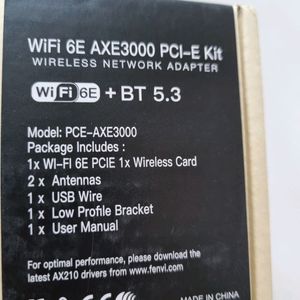 WiFi 6E AXE3000 PCI-E Kit
WIRELESS NETWORK ADAPTER
Wi Fi 6E + BT 5.3
Model: PCE-AXE3000
Package Includes :
1x WI-FI 6E PCIE 1x Wireless Card
2 x Antennas
1 x USB Wire
1 x Low Profile Bracket
1 x User Manual
For optimal performance, please download the
latest AX210 drivers from www.fenvi.com
MADE IN CHINA